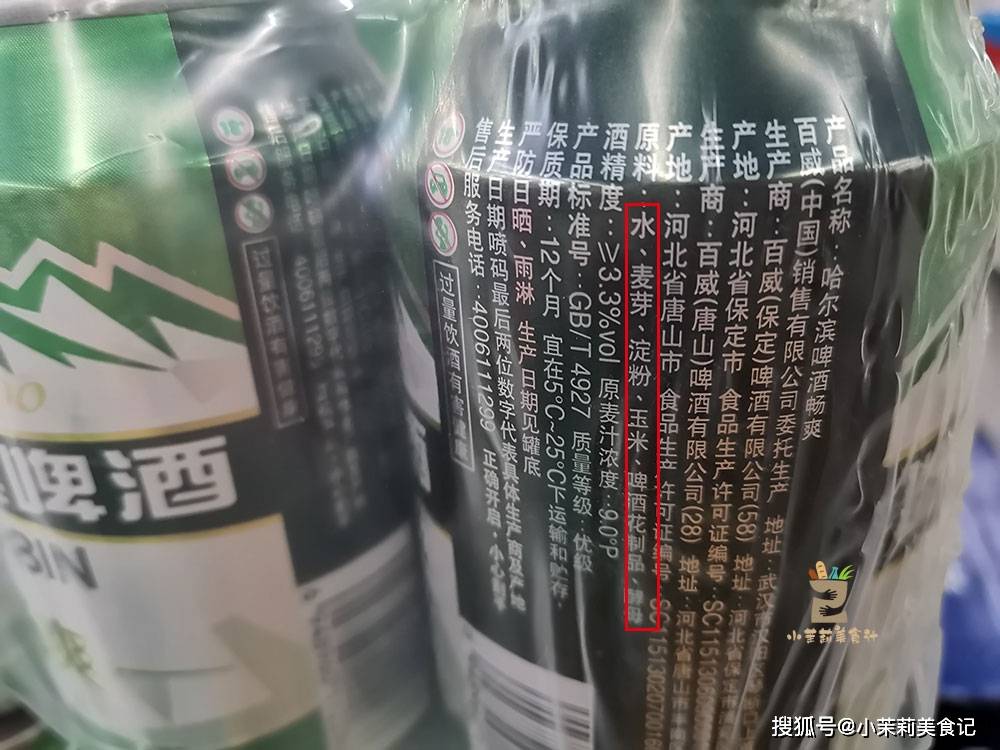 产品名称：哈尔滨啤酒畅爽
百威(中国)销售有限公司委托生产 地址：武汉市汉
生产商：百威(保定)啤酒有限公司(58) 地址：河北省保定市
产地：河北省保定市 食品生产许可证编号：SC11513060
生产商：百威(唐山)啤酒有限公司(28) 地址：河北省唐山市
产地：河北省唐山市 食品生产许可证编号：SC1151302070016
原料：水、麦芽、淀粉、玉米、啤酒花制品、酵母
酒精度：≥3.3%vol 原麦汁浓度：9.0°P
产品标准号：GB/T 4927 质量等级：优级
保质期：12个月 宜在5°C~25°C下运输和贮存.
严防日晒、雨淋 生产日期见罐底
生产日期喷码最后两位数字代表具体生产商及产地
售后服务电话：4006111299 正确开启，小心
过量饮酒有害健康
4006111299
啤酒
BIN
小茉莉美食计
搜狐号@小茉莉美食记